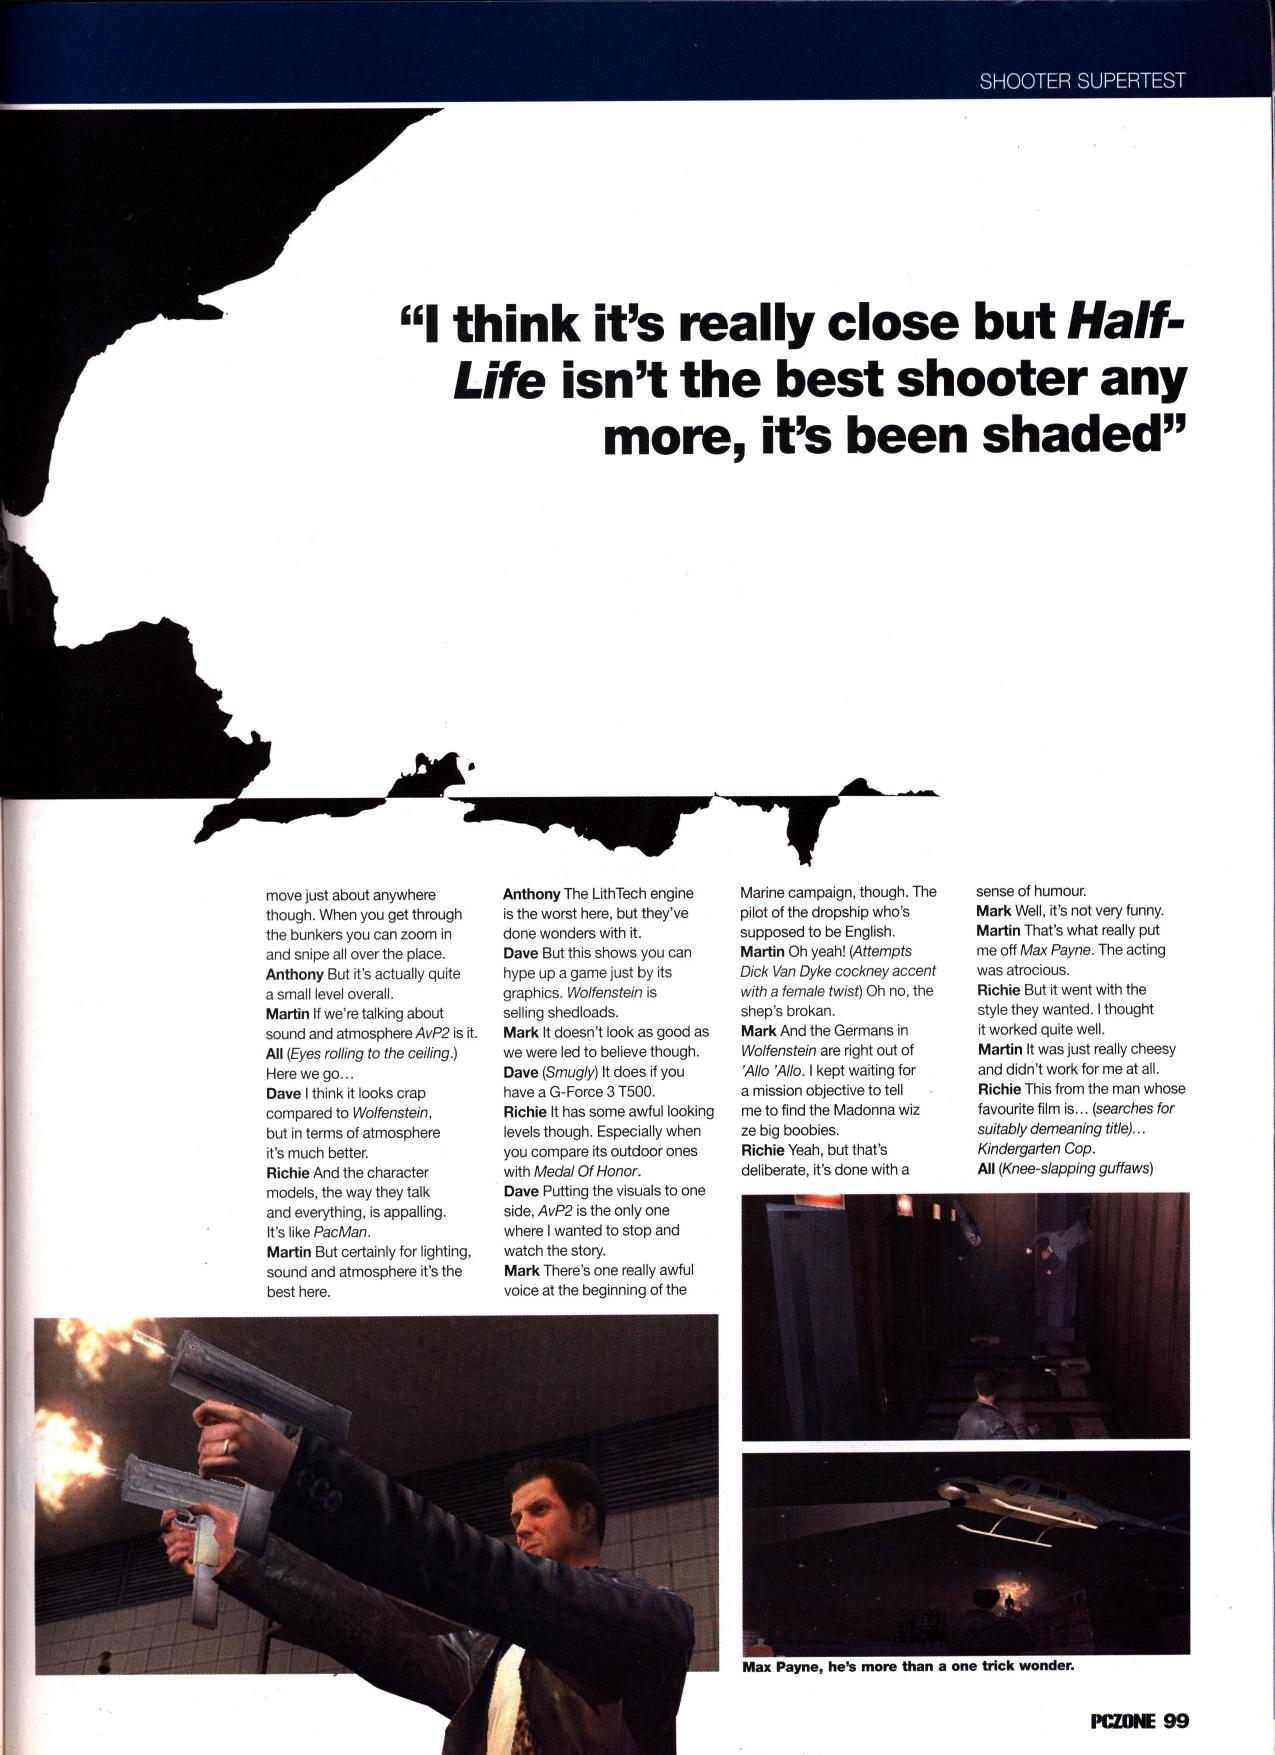 SHOOTER SUPERTEST
“I think it’s really close but Half-
Life isn’t the best shooter any
more, it’s been shaded”
move just about anywhere
though. When you get through
the bunkers you can zoom in
and snipe all over the place.
Anthony But it’s actually quite
a small level overall.
Martin If we’re talking about
sound and atmosphere AvP2 is it.
All (Eyes rolling to the ceiling.)
Here we go…
Dave I think it looks crap
compared to Wolfenstein,
but in terms of atmosphere
it’s much better.
Richie And the character
models, the way they talk
and everything, is appalling.
It’s like PacMan.
Martin But certainly for lighting,
sound and atmosphere it’s the
best here.
Anthony The LithTech engine
is the worst here, but they’ve
done wonders with it.
Dave But this shows you can
hype up a game just by its
graphics. Wolfenstein is
selling shedloads.
Mark It doesn’t look as good as
we were led to believe though.
Dave (Smugly) It does if you
have a G-Force 3 T500.
Richie It has some awful looking
levels though. Especially when
you compare its outdoor ones
with Medal Of Honor.
Dave Putting the visuals to one
side, AvP2 is the only one
where I wanted to stop and
watch the story.
Mark There’s one really awful
voice at the beginning of the
Marine campaign, though. The
pilot of the dropship who’s
supposed to be English.
Martin Oh yeah! (Attempts
Dick Van Dyke cockney accent
with a female twist) Oh no, the
shep’s brokan.
Mark And the Germans in
Wolfenstein are right out of
’Allo ’Allo. I kept waiting for
a mission objective to tell
me to find the Madonna wiz
ze big boobies.
Richie Yeah, but that’s
deliberate, it’s done with a
sense of humour.
Mark Well, it’s not very funny.
Martin That’s what really put
me off Max Payne. The acting
was atrocious.
Richie But it went with the
style they wanted. I thought
it worked quite well.
Martin It was just really cheesy
and didn’t work for me at all.
Richie This from the man whose
favourite film is… (searches for
suitably demeaning title)…
Kindergarten Cop.
All (Knee-slapping guffaws)
Max Payne, he’s more than a one trick wonder.
PCZONE 99